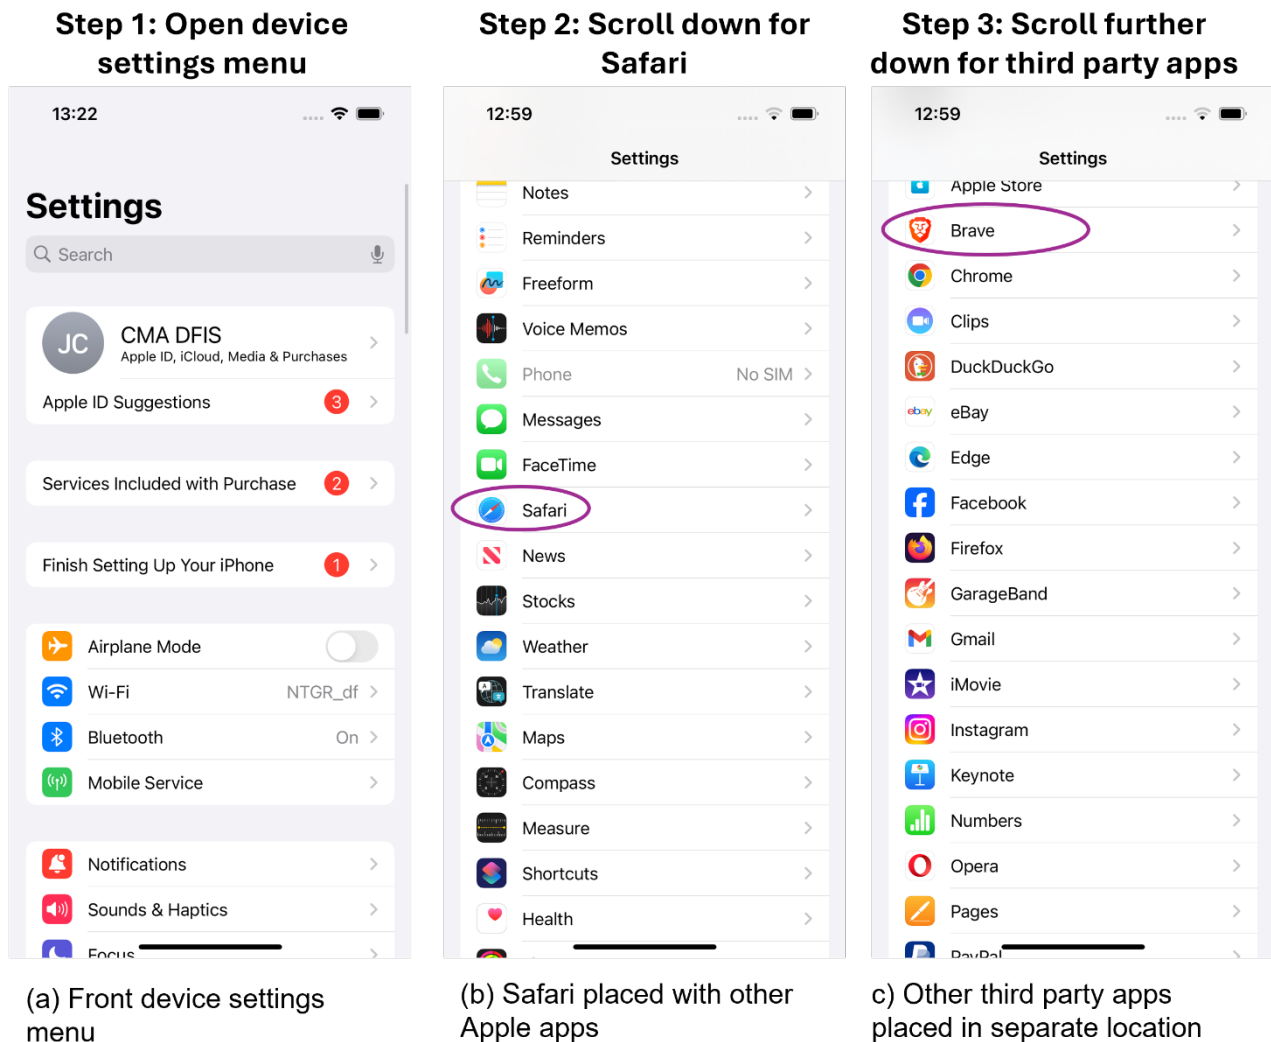 Step 1: Open device
settings menu
13:22
Settings
Search
JC
CMA DFIS
Apple ID, iCloud, Media & Purchases
Apple ID Suggestions 3
Services Included with Purchase 2
Finish Setting Up Your iPhone 1
Airplane Mode
Wi-Fi NTGR_df
Bluetooth On
Mobile Service
Notifications
Sounds & Haptics
Focus
(a) Front device settings
menu
Step 2: Scroll down for
Safari
12:59
Settings
Notes
Reminders
Freeform
Voice Memos
Phone No SIM
Messages
FaceTime
Safari
News
Stocks
Weather
Translate
Maps
Compass
Measure
Shortcuts
Health
(b) Safari placed with other
Apple apps
Step 3: Scroll further
down for third party apps
12:59
Settings
Apple Store
Brave
Chrome
Clips
DuckDuckGo
ebay eBay
Edge
Facebook
Firefox
GarageBand
Gmail
iMovie
Instagram
Keynote
Numbers
Opera
Pages
PayPal
c) Other third party apps
placed in separate location